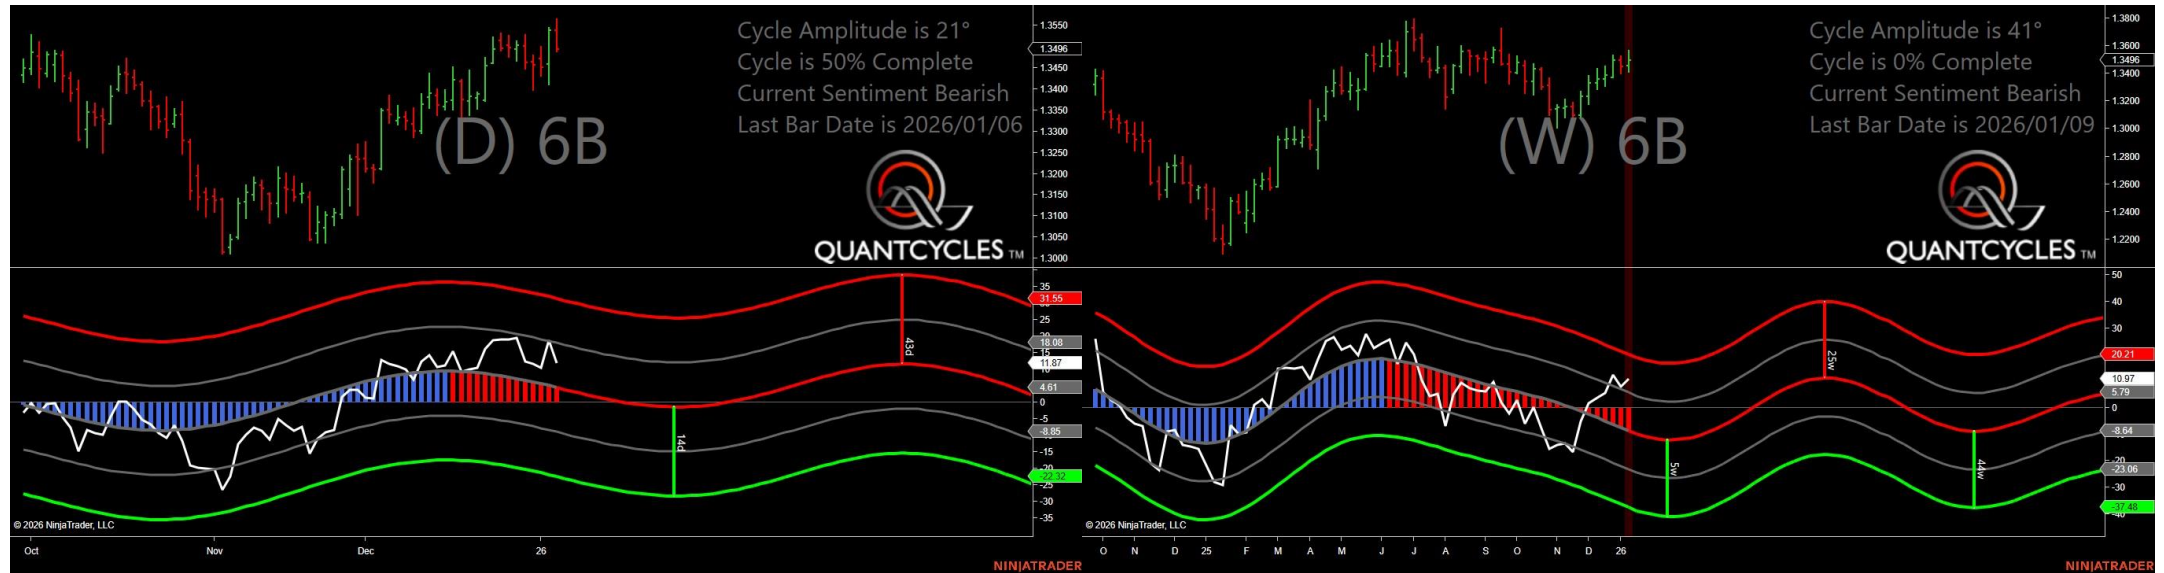 Cycle Amplitude is 21°
Cycle is 50% Complete
Current Sentiment Bearish
Last Bar Date is 2026/01/06
(D) 6B
QUANTCYCLES TM
1.3550
1.3496
1.3450
1.3400
1.3350
1.3300
1.3250
1.3200
1.3150
1.3100
1.3050
1.3000
35
31.55
25
18.08
15
11.87
4.61
0
-5
-8.85
-15
-20
-22.32
-25
-30
-35
43d
14d
© 2026 NinjaTrader, LLC
Oct Nov Dec 26
NINJATRADER
Cycle Amplitude is 41°
Cycle is 0% Complete
Current Sentiment Bearish
Last Bar Date is 2026/01/09
(W) 6B
QUANTCYCLES TM
1.3800
1.3600
1.3496
1.3400
1.3200
1.3000
1.2800
1.2600
1.2400
1.2200
50
40
30
20.21
10.97
5.79
0
-8.64
-20
-23.06
-30
-37.48
25w
5w
44w
© 2026 NinjaTrader, LLC
O N D 25 F M A M J J A S O N D 26
NINJATRADER